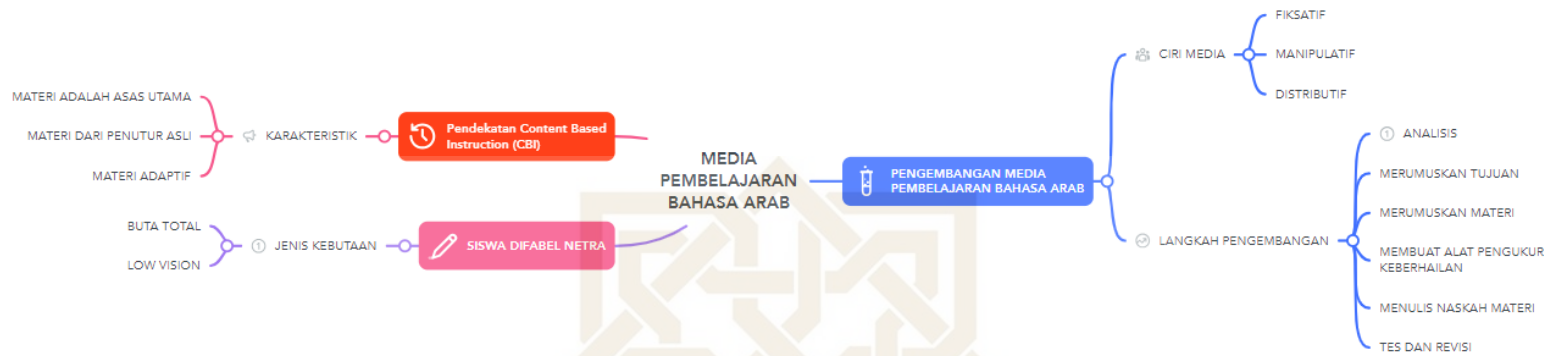 MEDIA
PEMBELAJARAN
BAHASA ARAB
Pendekatan Content Based
Instruction (CBI)
KARAKTERISTIK
MATERI ADALAH ASAS UTAMA
MATERI DARI PENUTUR ASLI
MATERI ADAPTIF
SISWA DIFABEL NETRA
1 JENIS KEBUTAAN
BUTA TOTAL
LOW VISION
PENGEMBANGAN MEDIA
PEMBELAJARAN BAHASA ARAB
CIRI MEDIA
FIKSATIF
MANIPULATIF
DISTRIBUTIF
LANGKAH PENGEMBANGAN
1 ANALISIS
MERUMUSKAN TUJUAN
MERUMUSKAN MATERI
MEMBUAT ALAT PENGUKUR
KEBERHAILAN
MENULIS NASKAH MATERI
TES DAN REVISI